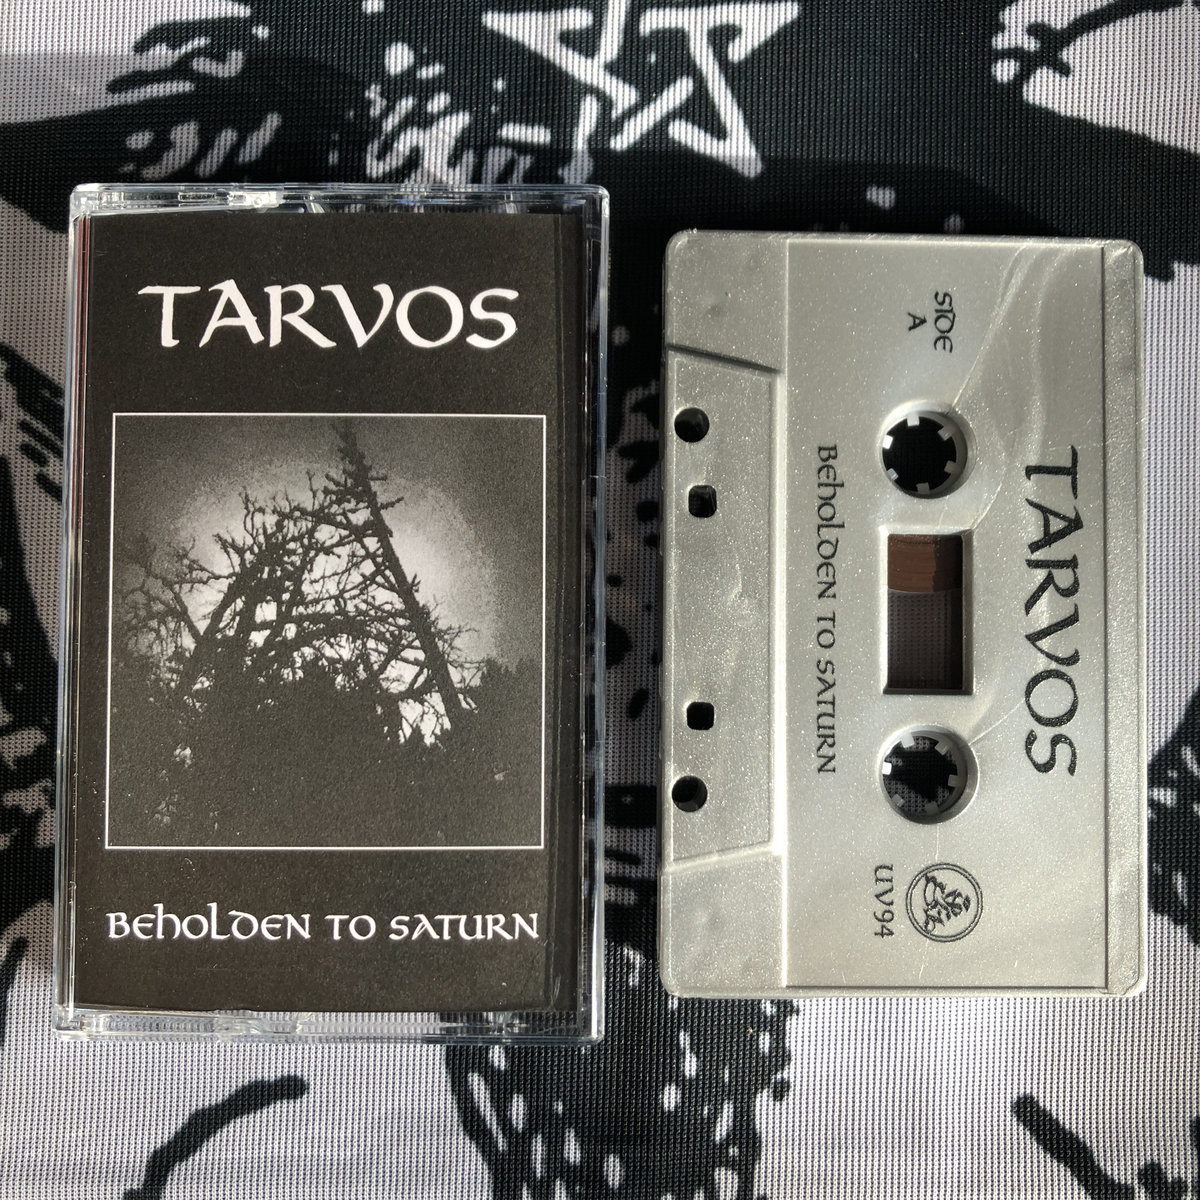 TARVOS
BEhOLDEN TO SATURN
SIDE
A
BEhOLDEN TO SATURN
TARVOS
UV94